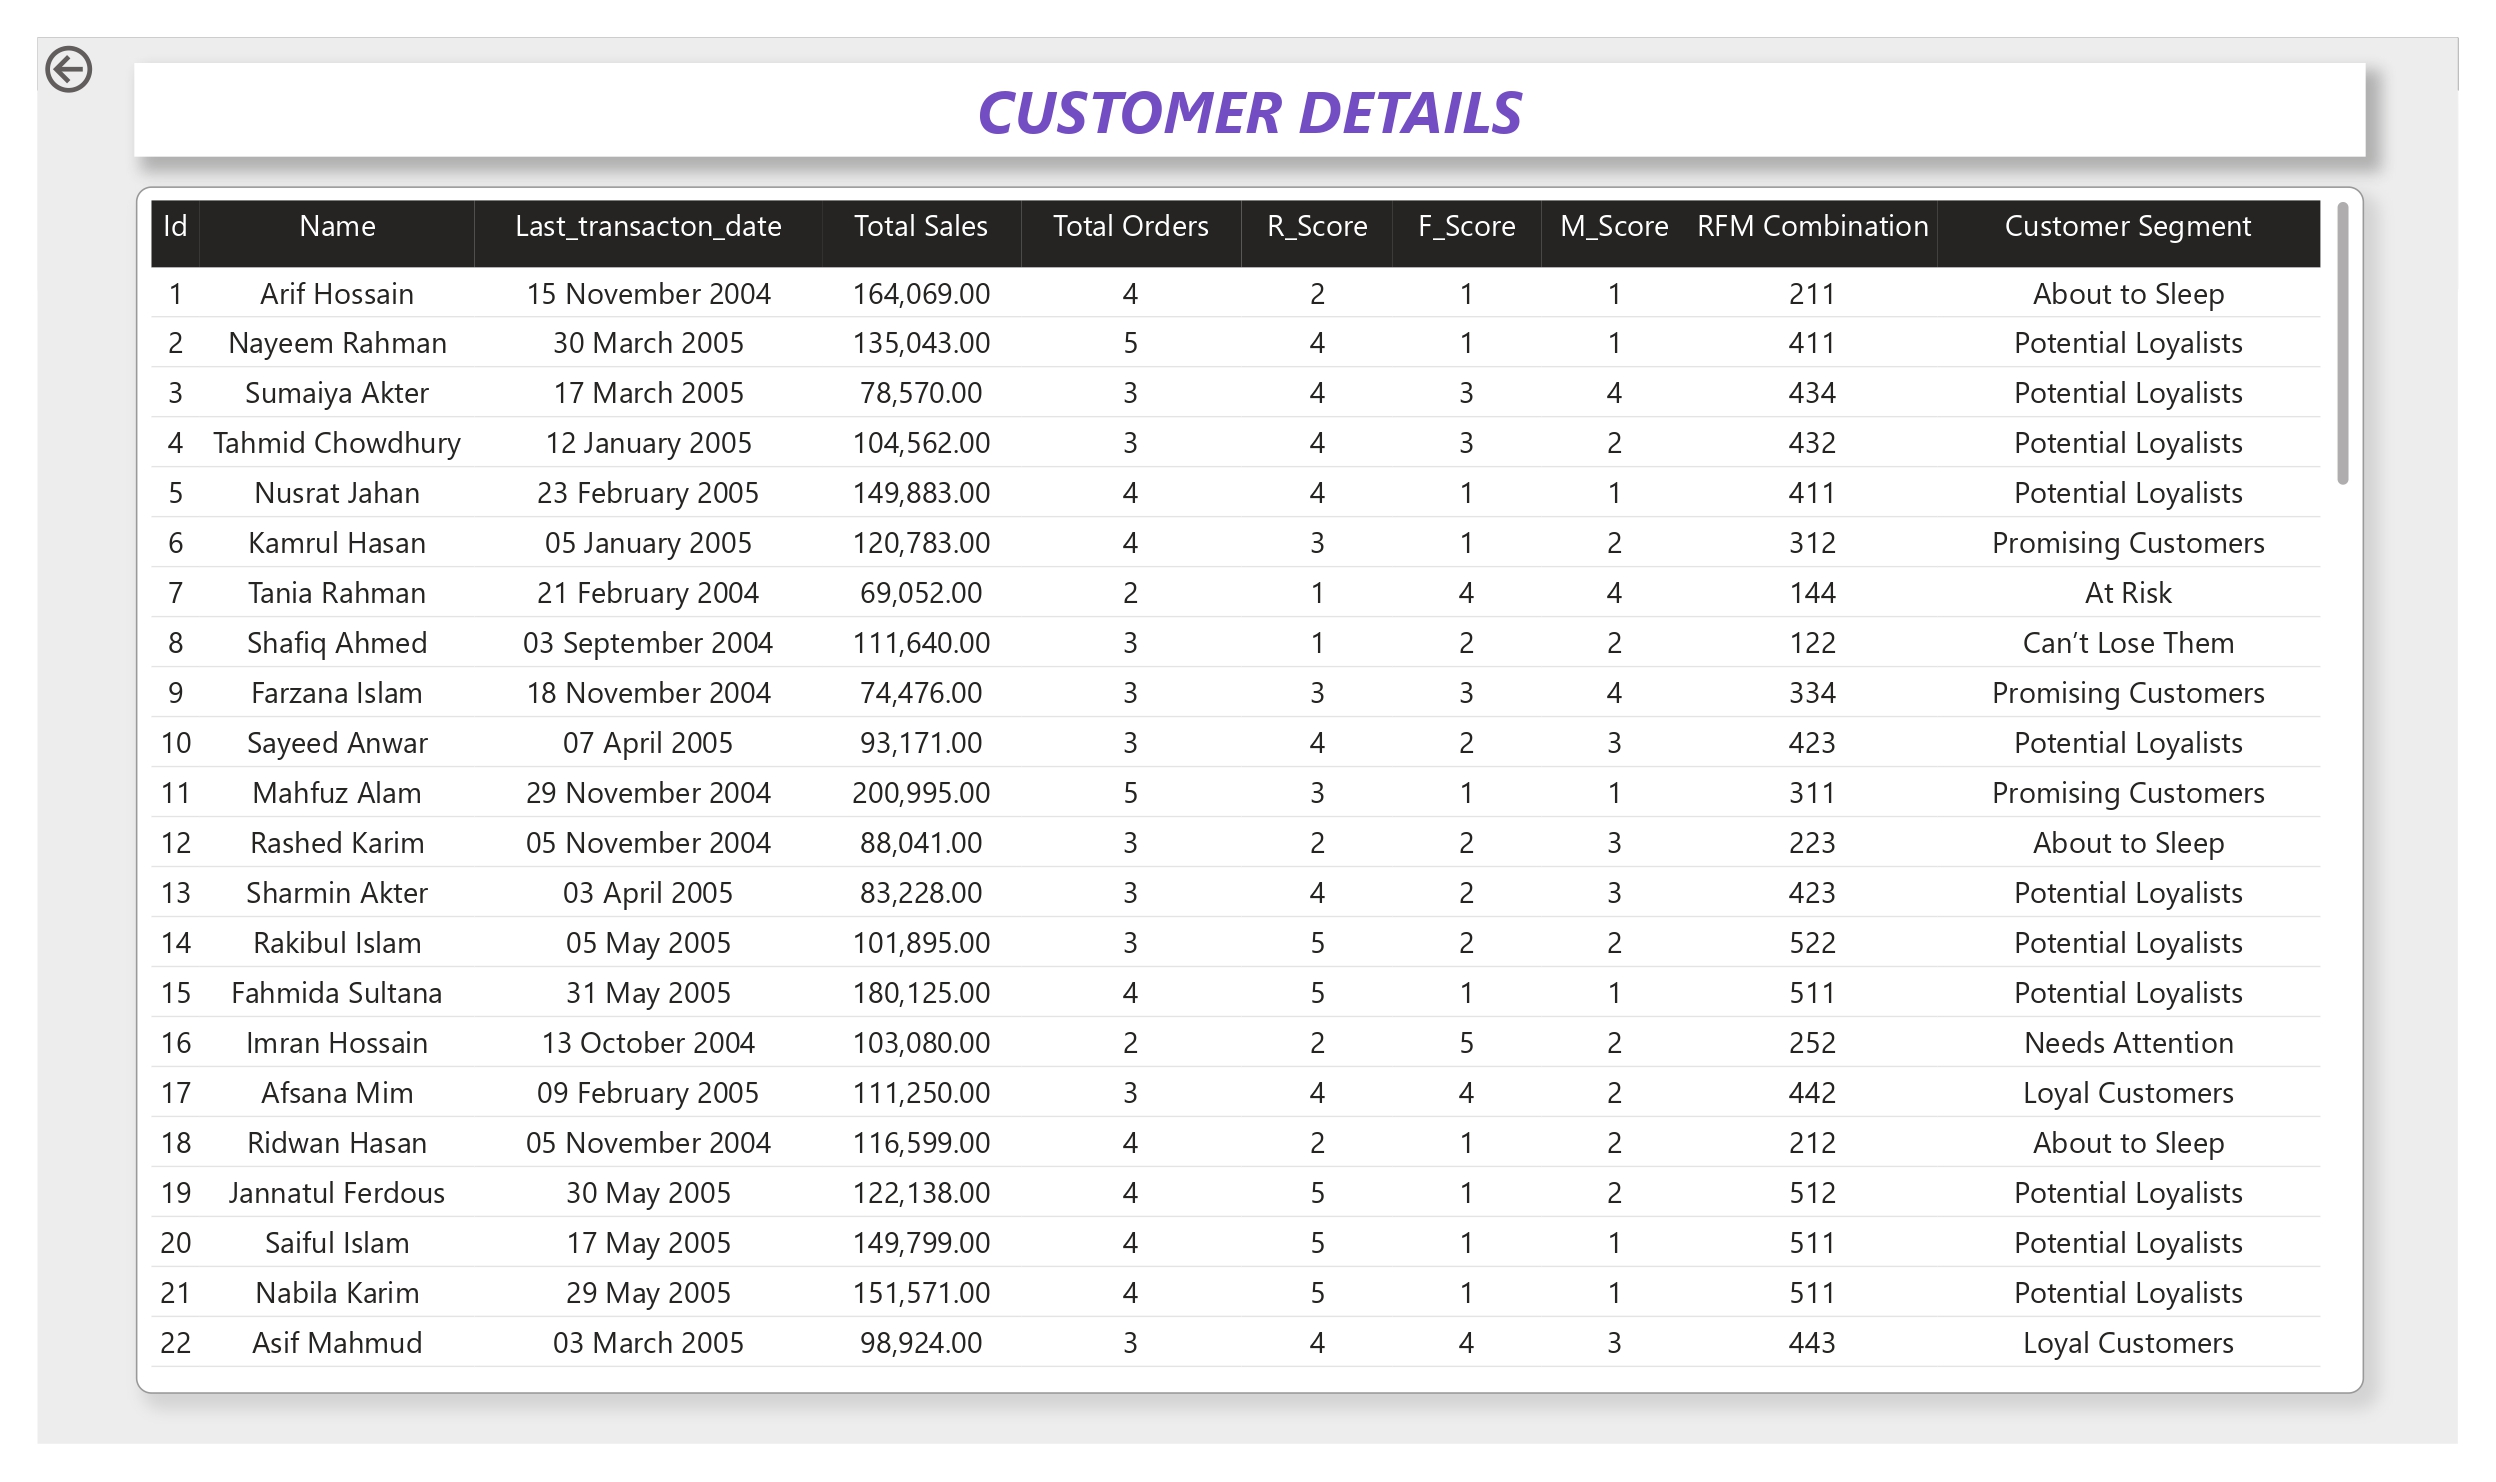 CUSTOMER DETAILS
Id Name Last_transacton_date Total Sales Total Orders R_Score F_Score M_Score RFM Combination Customer Segment
1 Arif Hossain 15 November 2004 164,069.00 4 2 1 1 211 About to Sleep
2 Nayeem Rahman 30 March 2005 135,043.00 5 4 1 1 411 Potential Loyalists
3 Sumaiya Akter 17 March 2005 78,570.00 3 4 3 4 434 Potential Loyalists
4 Tahmid Chowdhury 12 January 2005 104,562.00 3 4 3 2 432 Potential Loyalists
5 Nusrat Jahan 23 February 2005 149,883.00 4 4 1 1 411 Potential Loyalists
6 Kamrul Hasan 05 January 2005 120,783.00 4 3 1 2 312 Promising Customers
7 Tania Rahman 21 February 2004 69,052.00 2 1 4 4 144 At Risk
8 Shafiq Ahmed 03 September 2004 111,640.00 3 1 2 2 122 Can’t Lose Them
9 Farzana Islam 18 November 2004 74,476.00 3 3 3 4 334 Promising Customers
10 Sayeed Anwar 07 April 2005 93,171.00 3 4 2 3 423 Potential Loyalists
11 Mahfuz Alam 29 November 2004 200,995.00 5 3 1 1 311 Promising Customers
12 Rashed Karim 05 November 2004 88,041.00 3 2 2 3 223 About to Sleep
13 Sharmin Akter 03 April 2005 83,228.00 3 4 2 3 423 Potential Loyalists
14 Rakibul Islam 05 May 2005 101,895.00 3 5 2 2 522 Potential Loyalists
15 Fahmida Sultana 31 May 2005 180,125.00 4 5 1 1 511 Potential Loyalists
16 Imran Hossain 13 October 2004 103,080.00 2 2 5 2 252 Needs Attention
17 Afsana Mim 09 February 2005 111,250.00 3 4 4 2 442 Loyal Customers
18 Ridwan Hasan 05 November 2004 116,599.00 4 2 1 2 212 About to Sleep
19 Jannatul Ferdous 30 May 2005 122,138.00 4 5 1 2 512 Potential Loyalists
20 Saiful Islam 17 May 2005 149,799.00 4 5 1 1 511 Potential Loyalists
21 Nabila Karim 29 May 2005 151,571.00 4 5 1 1 511 Potential Loyalists
22 Asif Mahmud 03 March 2005 98,924.00 3 4 4 3 443 Loyal Customers